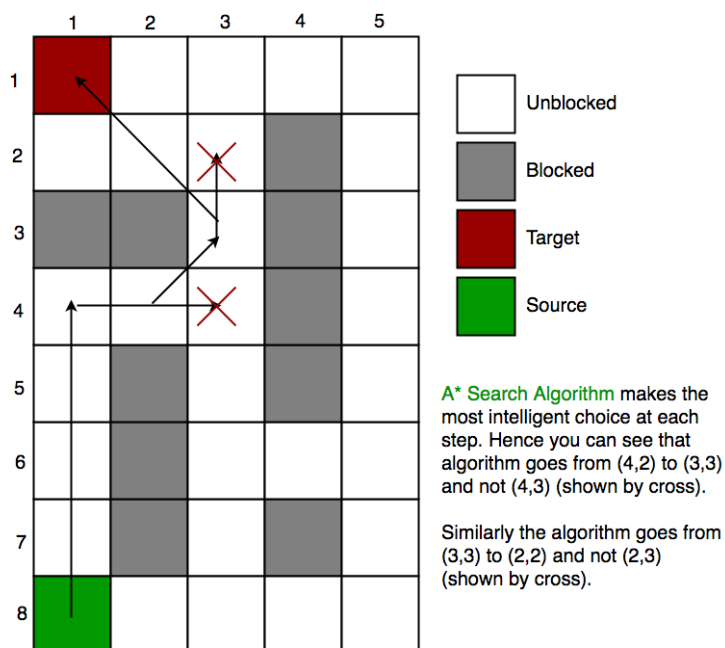 1 2 3 4 5
1
Unblocked
2
Blocked
3
Target
4
Source
5
A* Search Algorithm makes the
most intelligent choice at each
step. Hence you can see that
6
algorithm goes from (4,2) to (3,3)
and not (4,3) (shown by cross).
7
Similarly the algorithm goes from
(3,3) to (2,2) and not (2,3)
(shown by cross).
8